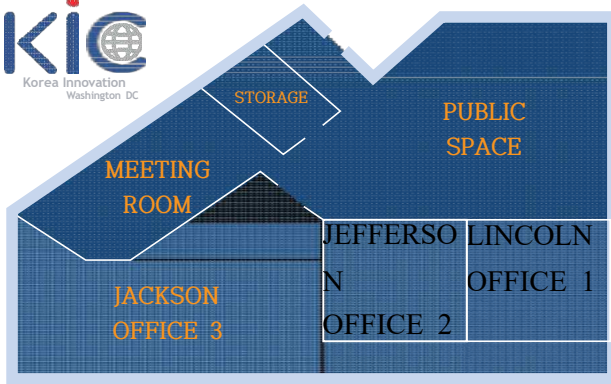 KIC
Korea Innovation
Washington DC
STORAGE
PUBLIC
SPACE
MEETING
ROOM
JEFFERSO
N
OFFICE 2
LINCOLN
OFFICE 1
JACKSON
OFFICE 3